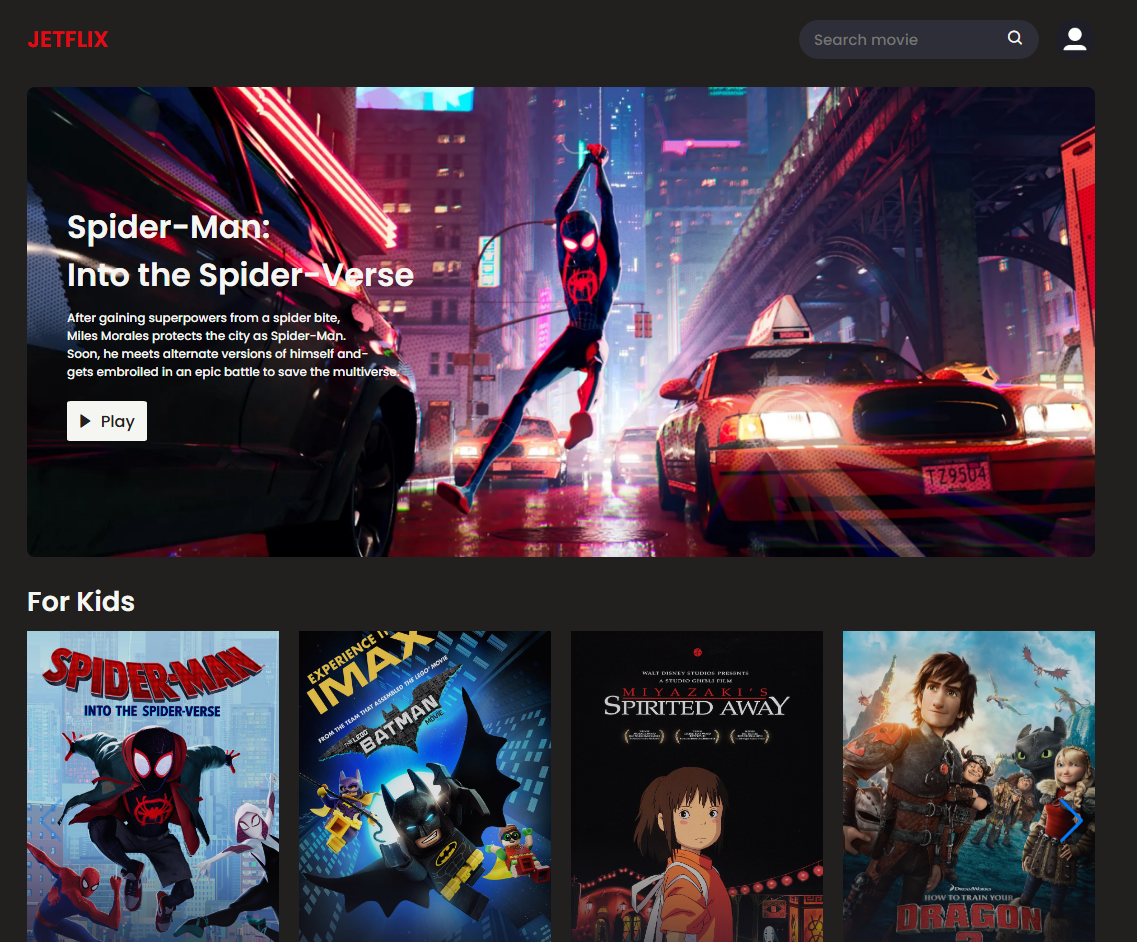 JETFLIX
Search movie
Spider-Man:
Into the Spider-Verse
After gaining superpowers from a spider bite,
Miles Morales protects the city as Spider-Man.
Soon, he meets alternate versions of himself and-
gets embroiled in an epic battle to save the multiverse.
Play
TZ9504
For Kids
SPIDER-MAN
INTO THE SPIDER-VERSE
EXPERIENCE IT
IMAX
FROM THE TEAM THAT ASSEMBLED THE LEGO® MOVIE
THE LEGO
BATMAN
MOVIE
WALT DISNEY STUDIOS PRESENTS
A STUDIO GHIBLI FILM
MIYAZAKI'S
SPIRITED AWAY
DREAMWORKS
HOW TO TRAIN YOUR
DRAGON
2